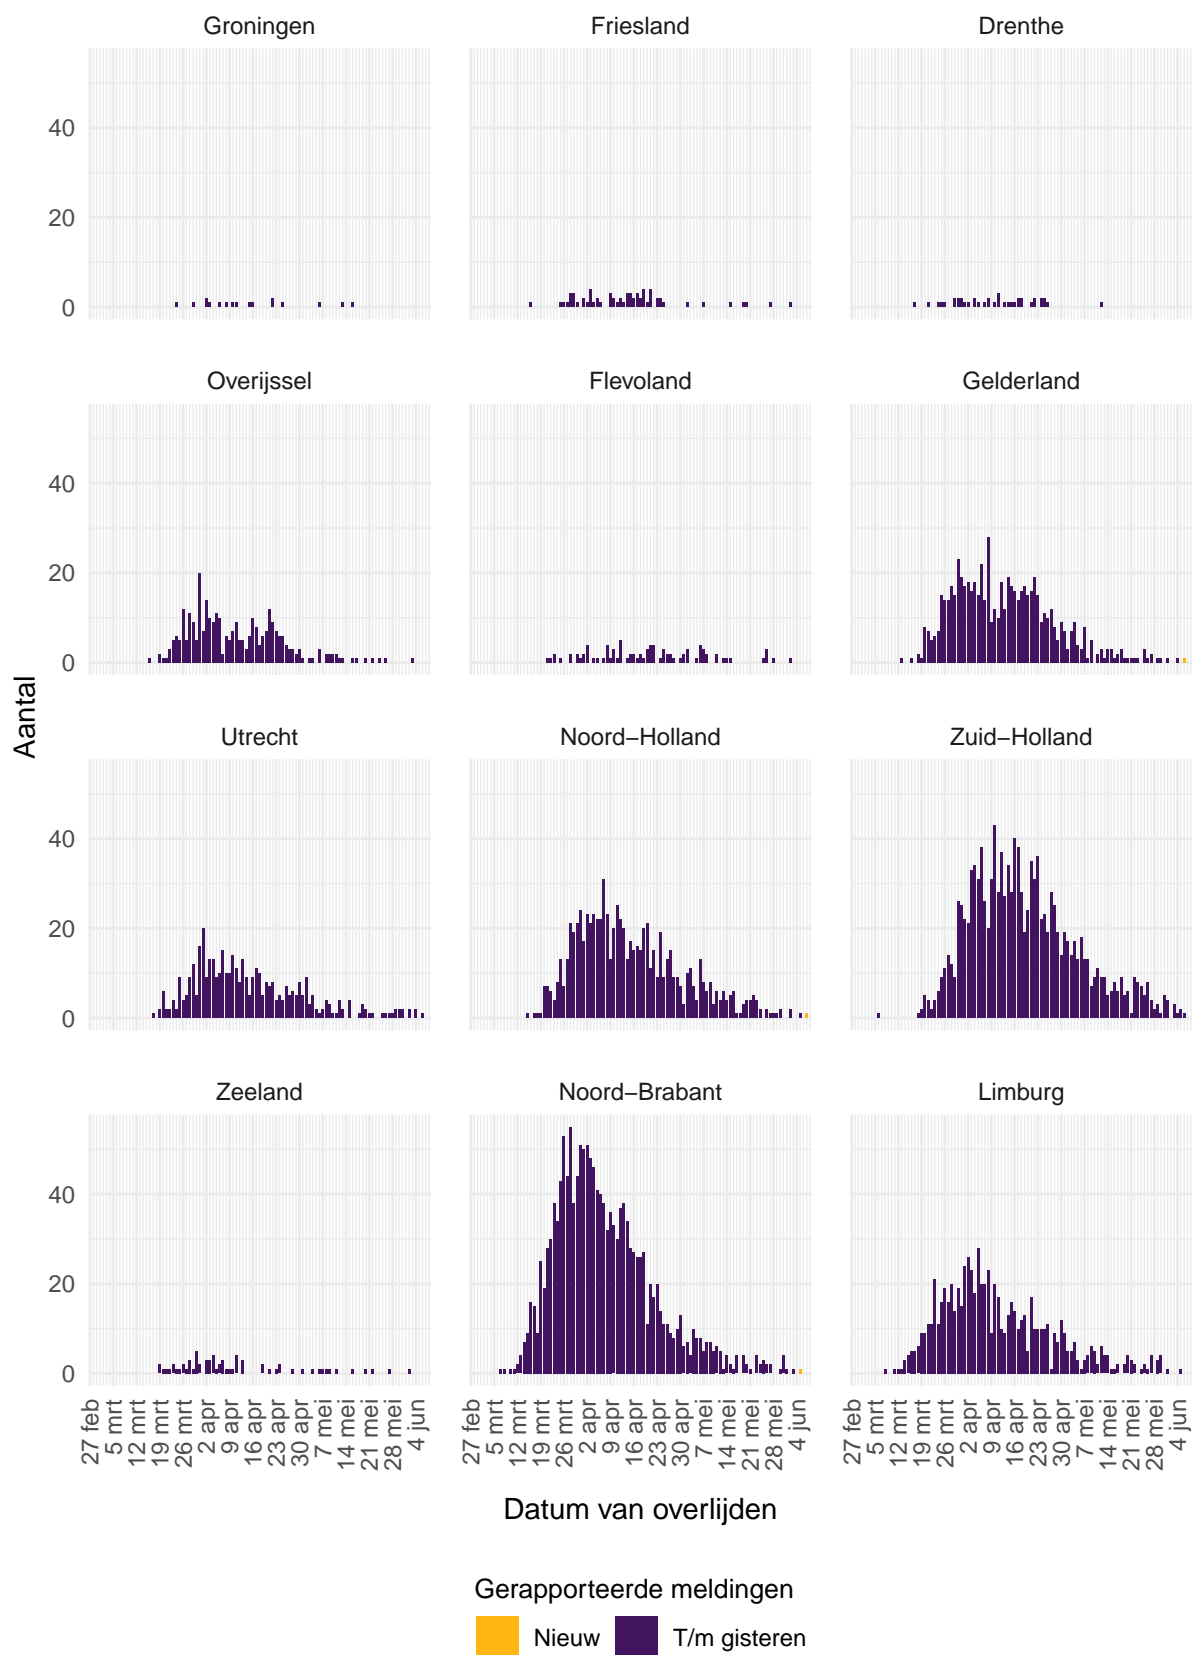 Groningen Friesland Drenthe
40
20
0
Overijssel Flevoland Gelderland
40
20
0
Aantal
Utrecht Noord−Holland Zuid−Holland
40
20
0
Zeeland Noord−Brabant Limburg
40
20
0
27 feb 5 mrt 12 mrt 19 mrt 26 mrt 2 apr 9 apr 16 apr 23 apr 30 apr 7 mei 14 mei 21 mei 28 mei 4 jun 27 feb 5 mrt 12 mrt 19 mrt 26 mrt 2 apr 9 apr 16 apr 23 apr 30 apr 7 mei 14 mei 21 mei 28 mei 4 jun 27 feb 5 mrt 12 mrt 19 mrt 26 mrt 2 apr 9 apr 16 apr 23 apr 30 apr 7 mei 14 mei 21 mei 28 mei 4 jun
Datum van overlijden
Gerapporteerde meldingen
Nieuw T/m gisteren